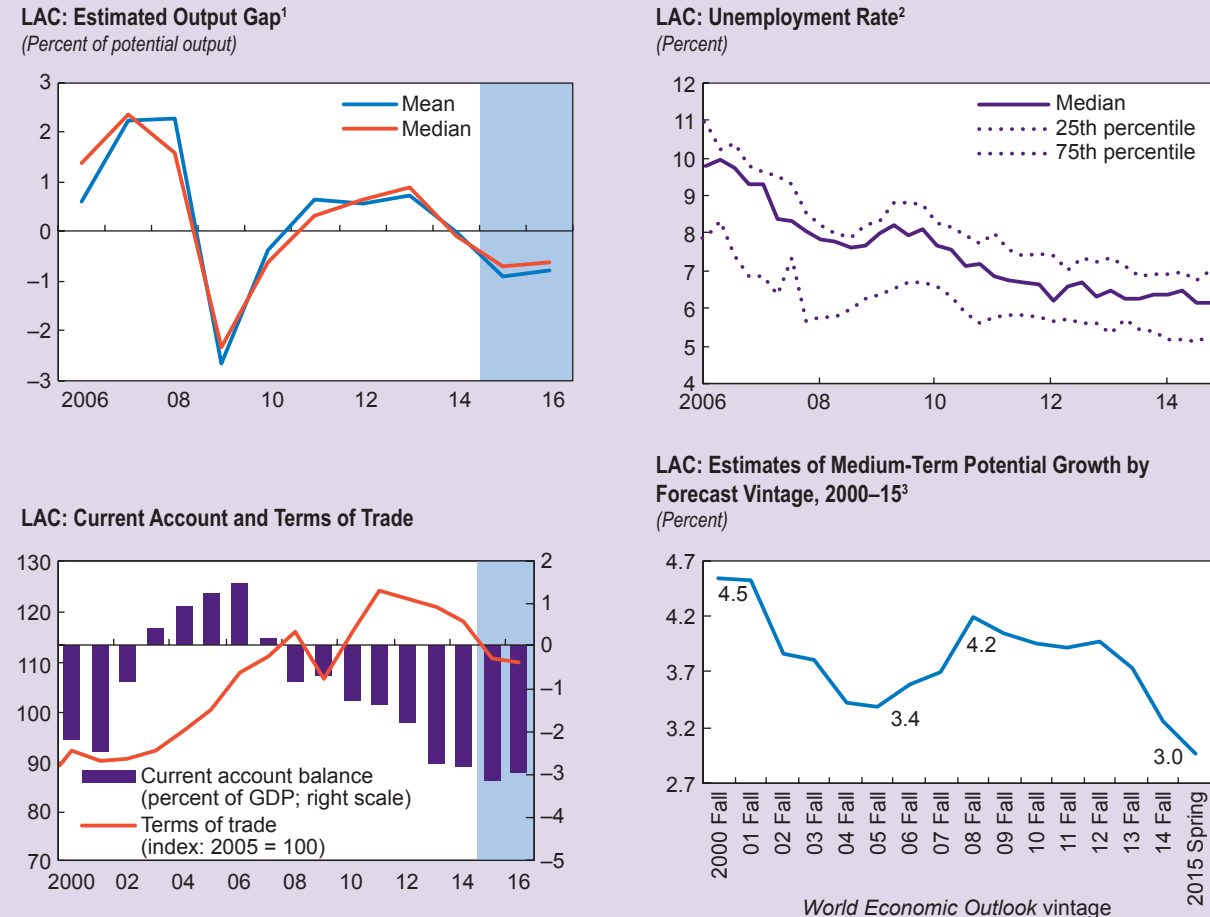 LAC: Estimated Output Gap¹
(Percent of potential output)
3
2
1
0
–1
–2
–3
Mean
Median
2006 08 10 12 14 16
LAC: Unemployment Rate²
(Percent)
12
11
10
9
8
7
6
5
4
Median
25th percentile
75th percentile
2006 08 10 12 14
LAC: Current Account and Terms of Trade
130
120
110
100
90
80
70
2
1
0
–1
–2
–3
–4
–5
Current account balance
(percent of GDP; right scale)
Terms of trade
(index: 2005 = 100)
2000 02 04 06 08 10 12 14 16
LAC: Estimates of Medium-Term Potential Growth by
Forecast Vintage, 2000–15³
(Percent)
4.7
4.2
3.7
3.2
2.7
4.5
3.4
4.2
3.0
2000 Fall
01 Fall
02 Fall
03 Fall
04 Fall
05 Fall
06 Fall
07 Fall
08 Fall
09 Fall
10 Fall
11 Fall
12 Fall
13 Fall
14 Fall
2015 Spring
World Economic Outlook vintage